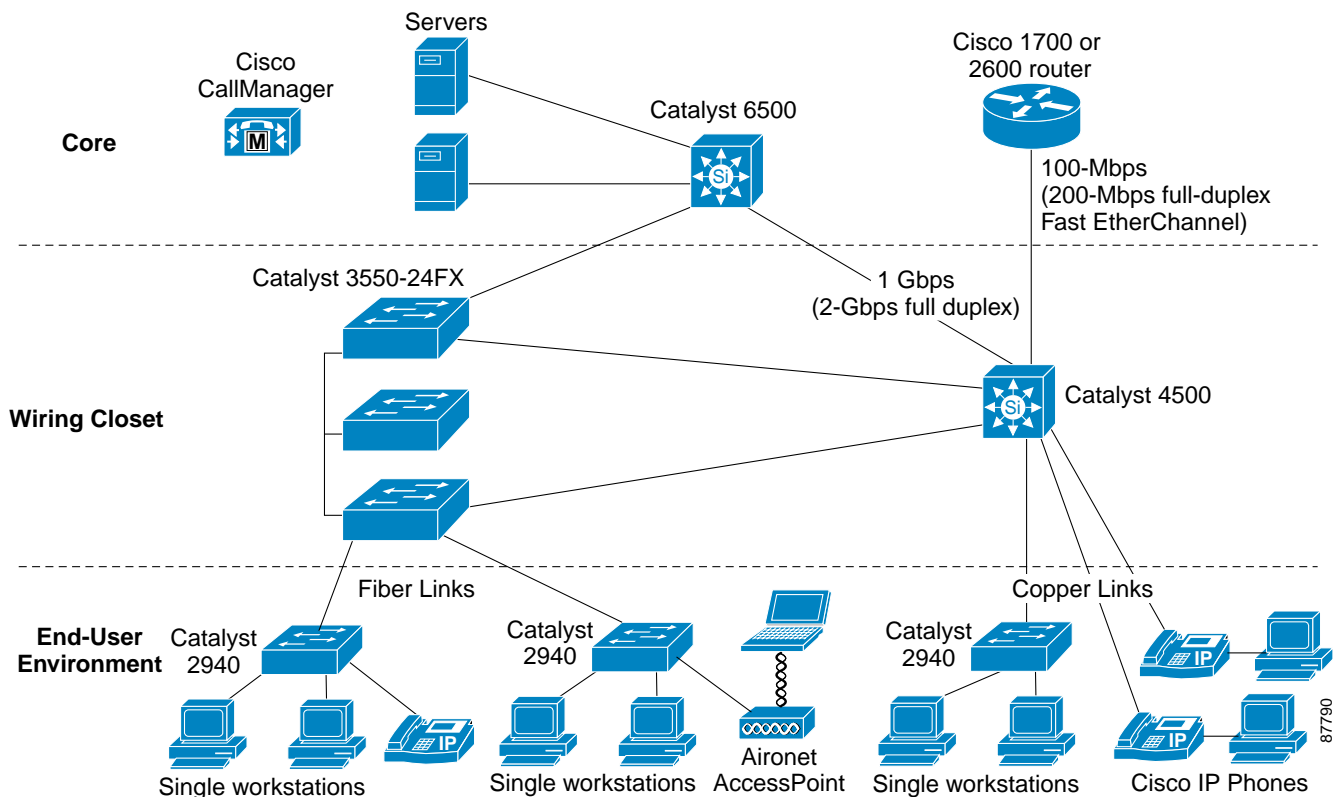 Servers
Cisco
CallManager
M
Cisco 1700 or
2600 router
Catalyst 6500
Core
Si
100-Mbps
(200-Mbps full-duplex
Fast EtherChannel)
Catalyst 3550-24FX
1 Gbps
(2-Gbps full duplex)
Wiring Closet
Si
Catalyst 4500
Fiber Links
Copper Links
End-User
Environment
Catalyst
2940
Catalyst
2940
Catalyst
2940
IP
IP
IP
Single workstations
Single workstations
Aironet
AccessPoint
Single workstations
Cisco IP Phones
87790